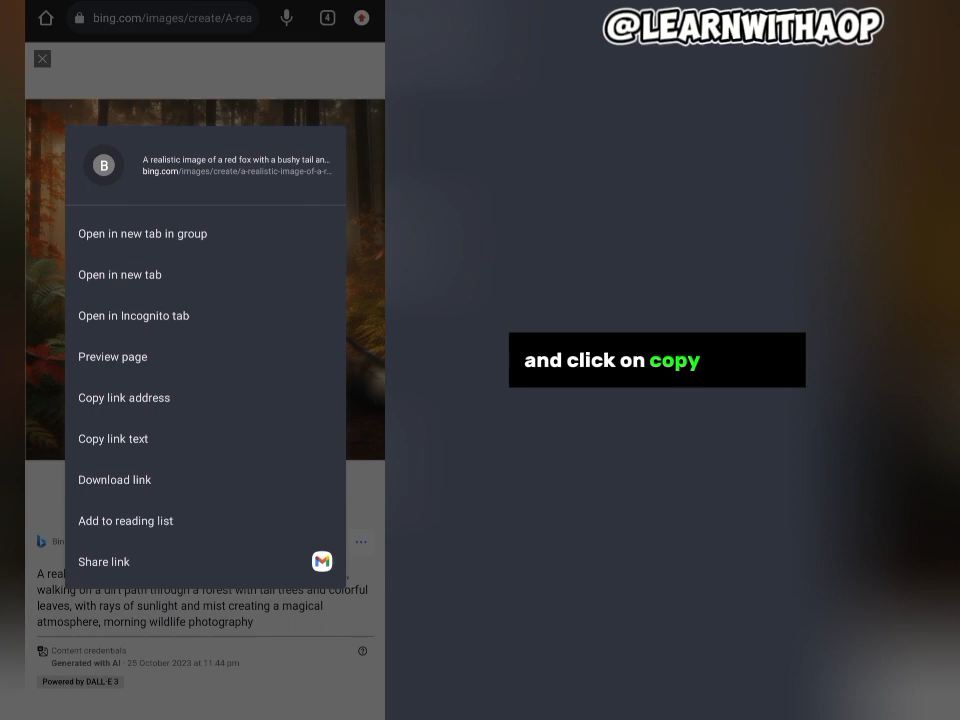 bing.com/images/create/A-rea
4
@LEARNWITHAOP
B
A realistic image of a red fox with a bushy tail an...
bing.com/images/create/a-realistic-image-of-a-r...
Open in new tab in group
Open in new tab
Open in Incognito tab
Preview page
Copy link address
Copy link text
Download link
Add to reading list
Share link
and click on copy
Bin
A real
walking on a dirt path through a forest with tall trees and colorful
leaves, with rays of sunlight and mist creating a magical
atmosphere, morning wildlife photography
Content credentials
Generated with AI · 25 October 2023 at 11:44 pm
Powered by DALL·E 3